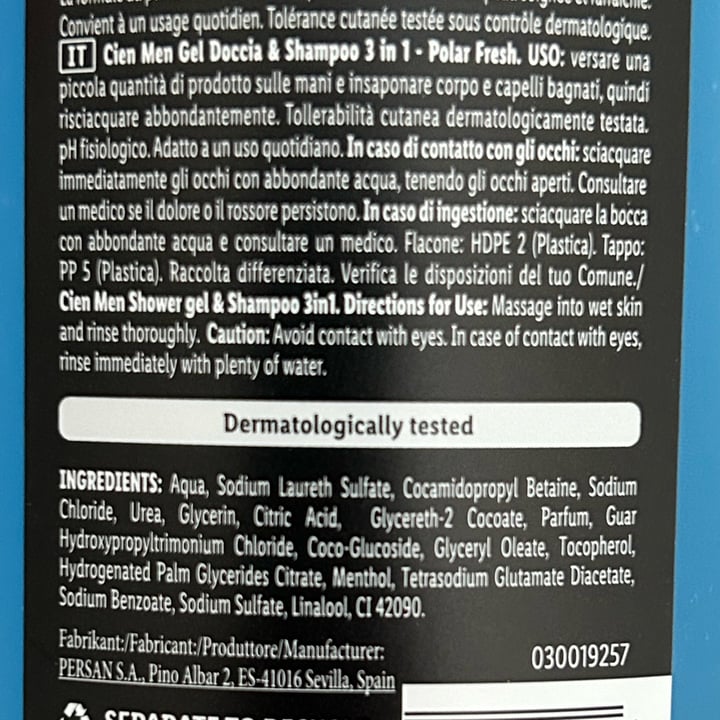 Convient à un usage quotidien. Tolérance cutanée testée sous contrôle dermatologique.
IT Cien Men Gel Doccia & Shampoo 3 in 1 - Polar Fresh. USO: versare una
piccola quantità di prodotto sulle mani e insaponare corpo e capelli bagnati, quindi
risciacquare abbondantemente. Tollerabilità cutanea dermatologicamente testata.
pH fisiologico. Adatto a un uso quotidiano. In caso di contatto con gli occhi: sciacquare
immediatamente gli occhi con abbondante acqua, tenendo gli occhi aperti. Consultare
un medico se il dolore o il rossore persistono. In caso di ingestione: sciacquare la bocca
con abbondante acqua e consultare un medico. Flacone: HDPE 2 (Plastica). Tappo:
PP 5 (Plastica). Raccolta differenziata. Verifica le disposizioni del tuo Comune./
Cien Men Shower gel & Shampoo 3in1. Directions for Use: Massage into wet skin
and rinse thoroughly. Caution: Avoid contact with eyes. In case of contact with eyes,
rinse immediately with plenty of water.
Dermatologically tested
INGREDIENTS: Aqua, Sodium Laureth Sulfate, Cocamidopropyl Betaine, Sodium
Chloride, Urea, Glycerin, Citric Acid, Glycereth-2 Cocoate, Parfum, Guar
Hydroxypropyltrimonium Chloride, Coco-Glucoside, Glyceryl Oleate, Tocopherol,
Hydrogenated Palm Glycerides Citrate, Menthol, Tetrasodium Glutamate Diacetate,
Sodium Benzoate, Sodium Sulfate, Linalool, CI 42090.
Fabrikant:/Fabricant:/Produttore/Manufacturer:
PERSAN S.A., Pino Albar 2, ES-41016 Sevilla, Spain
030019257
SEPARATE TO